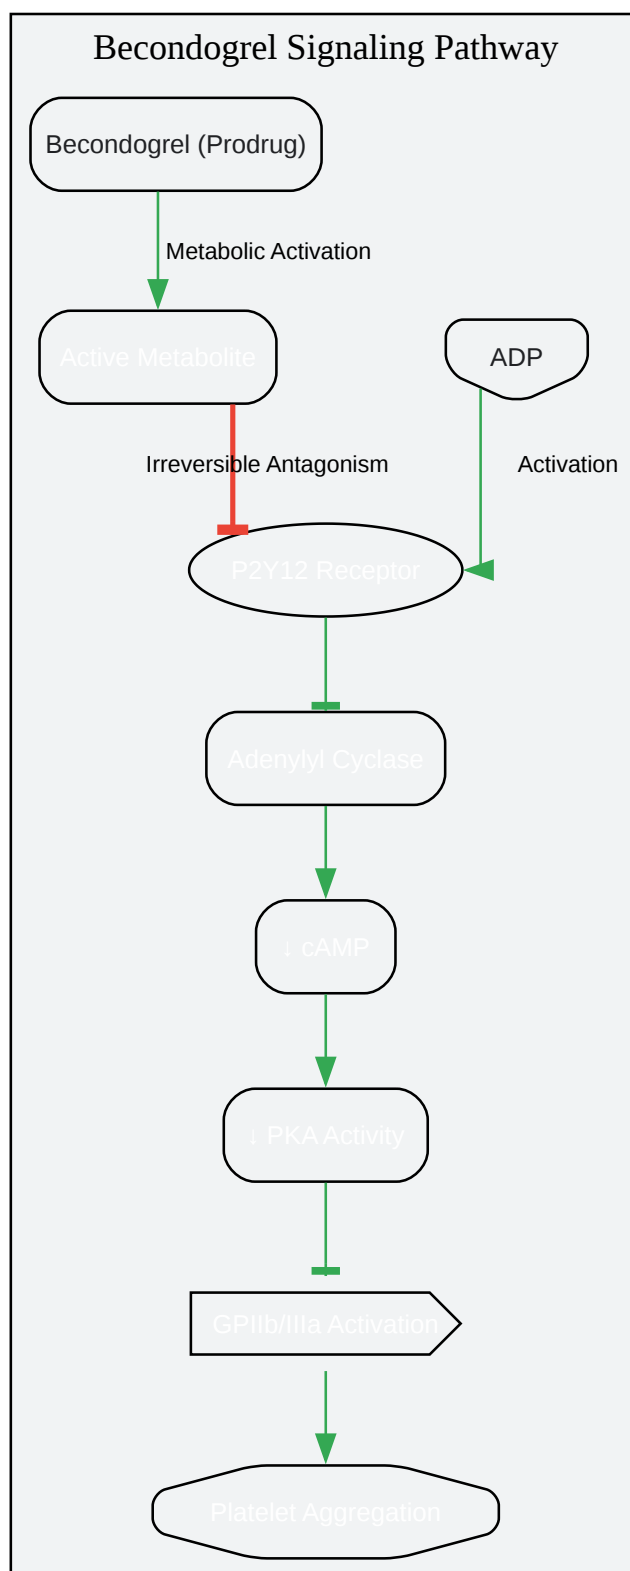 Becondogrel Signaling Pathway
Becondogrel (Prodrug)
Metabolic Activation
Active Metabolite
ADP
Irreversible Antagonism
Activation
P2Y12 Receptor
Adenylyl Cyclase
↓ cAMP
↓ PKA Activity
GPIIb/IIIa Activation
Platelet Aggregation